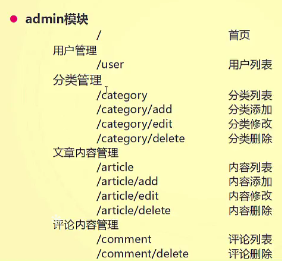 admin模块
/ 首页
用户管理
/user 用户列表
分类管理
/category 分类列表
/category/add 分类添加
/category/edit 分类修改
/category/delete 分类删除
文章内容管理
/article 内容列表
/article/add 内容添加
/article/edit 内容修改
/article/delete 内容删除
评论内容管理
/comment 评论列表
/comment/delete 评论删除